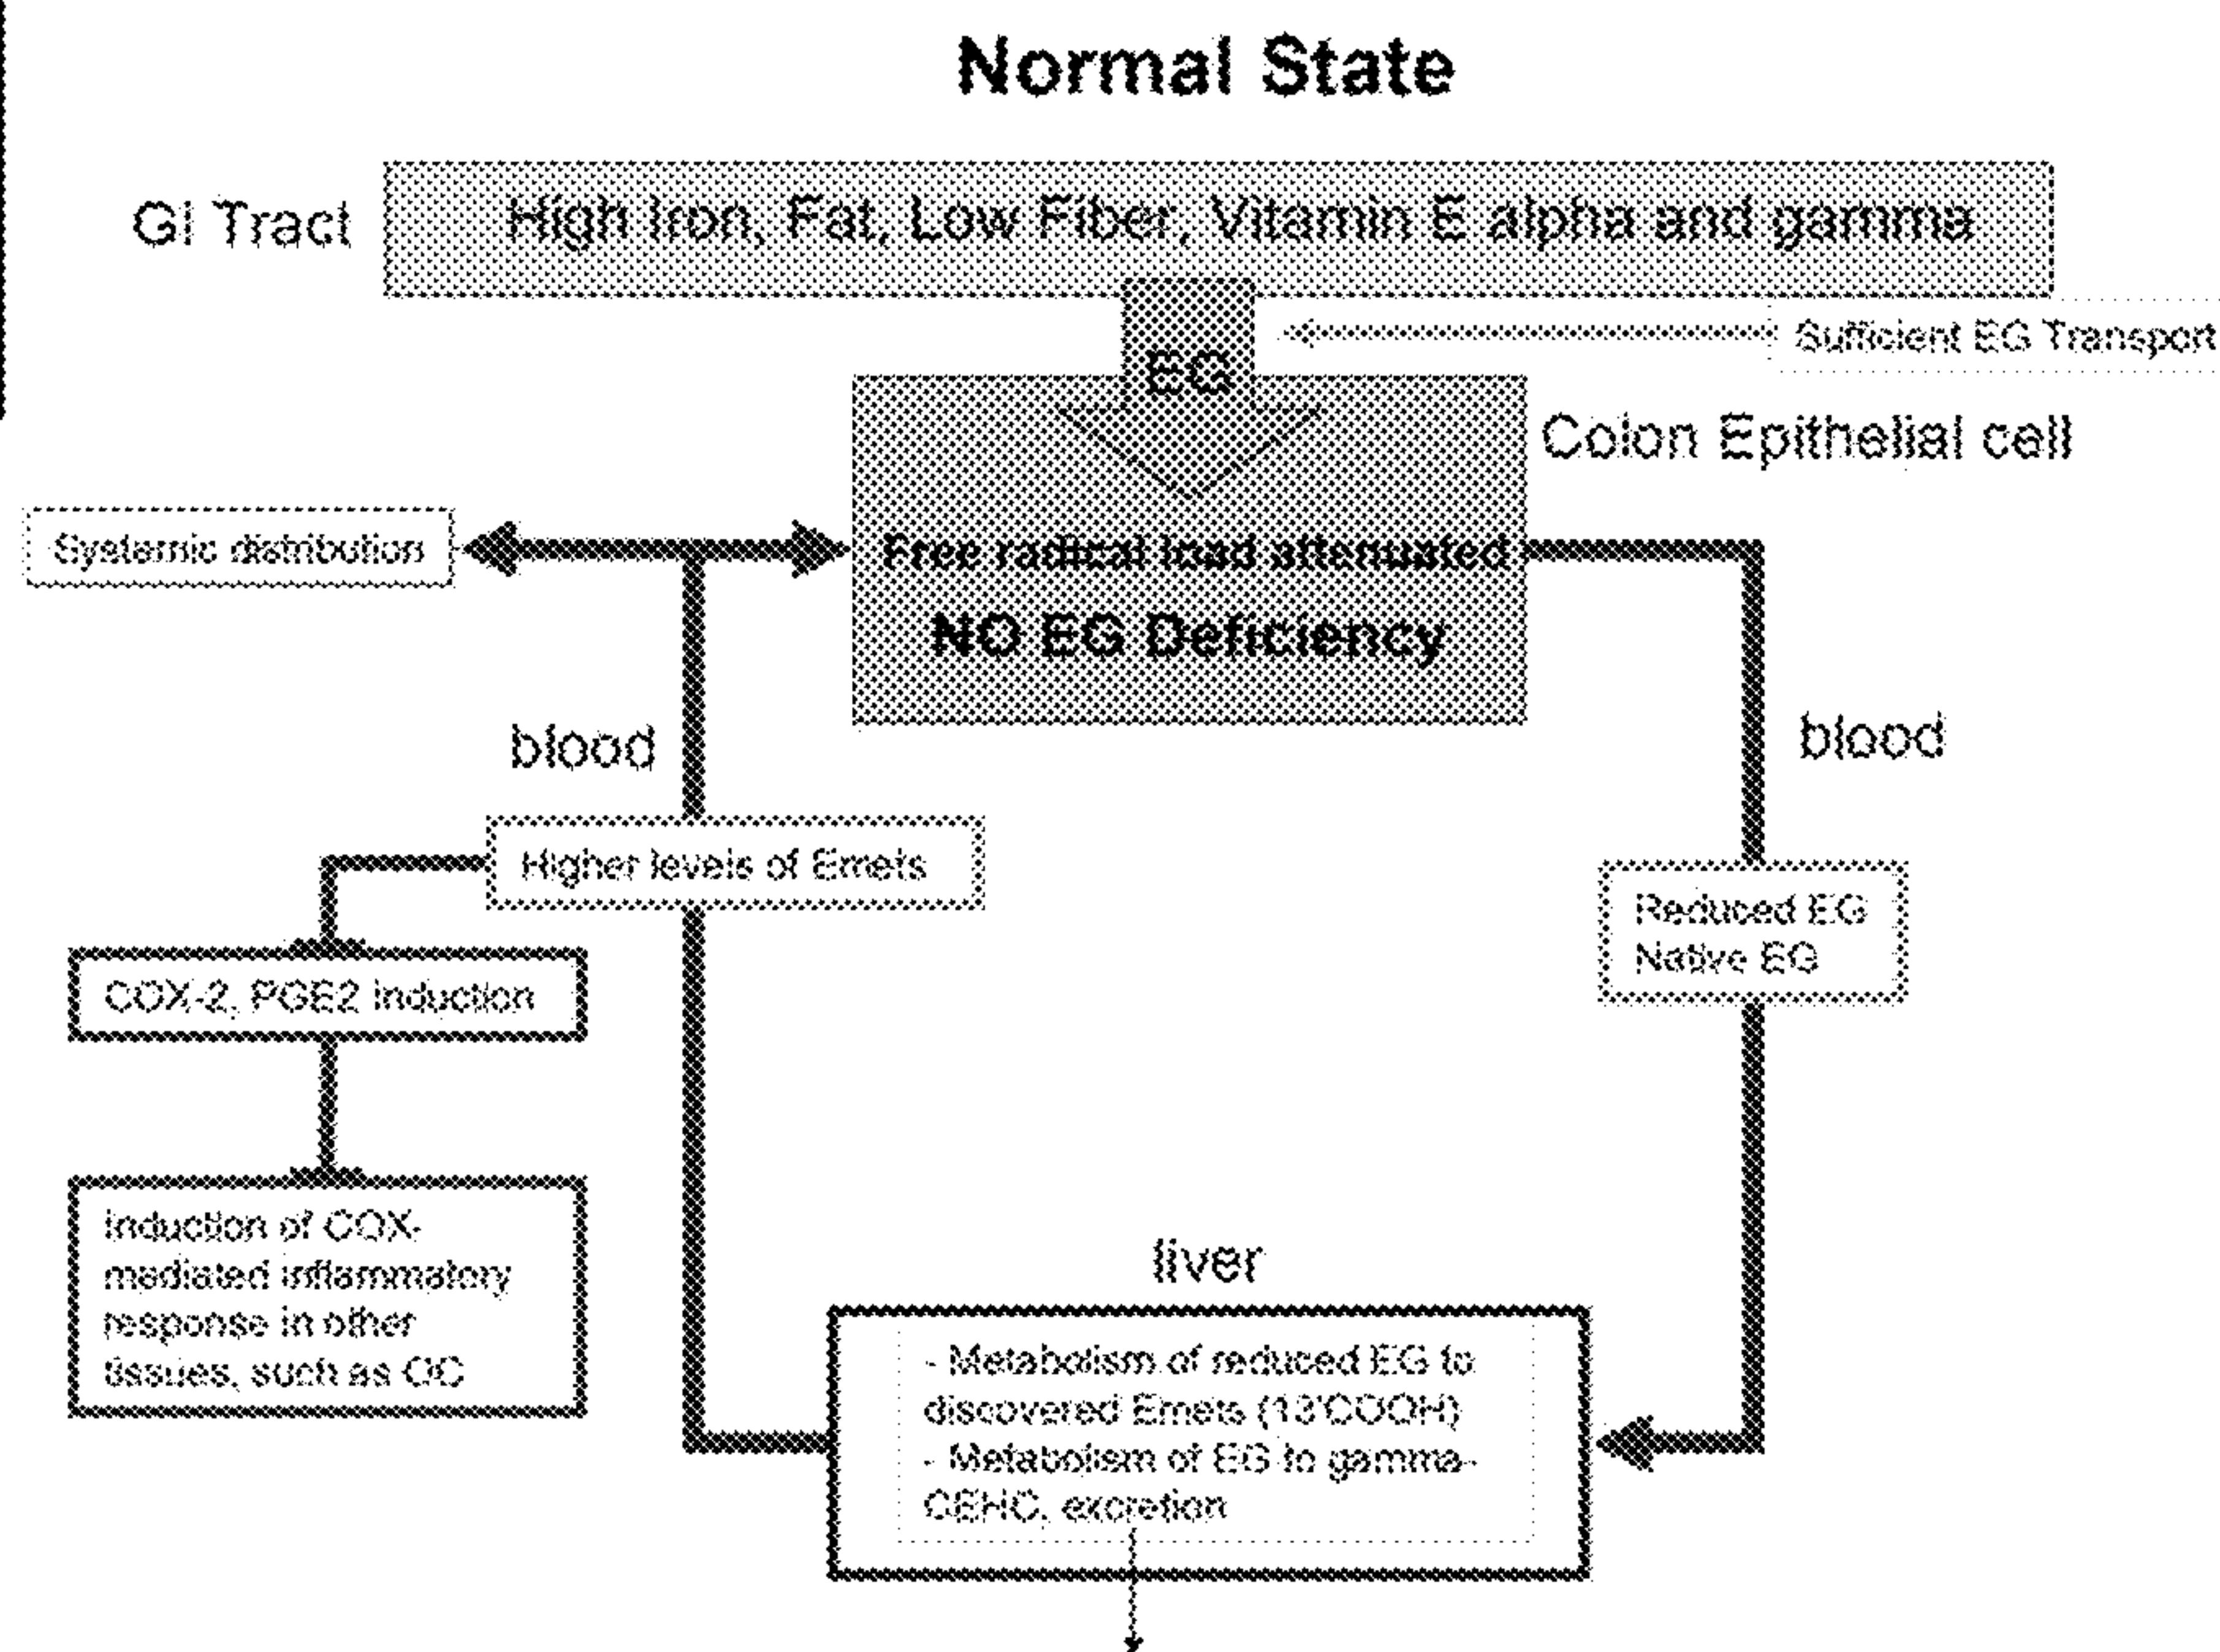 Normal State
GI Tract
High Iron, Fat, Low Fiber, Vitamin E alpha and gamma
Sufficient EG Transport
EG
Colon Epithelial cell
Systemic distribution
Free radical load attenuated
NO EG Deficiency
blood
blood
Higher levels of Emets
Reduced EG
Native EG
COX-2, PGE2 Induction
Induction of COX-
mediated inflammatory
response in other
tissues, such as OC
liver
- Metabolism of reduced EG to
discovered Emets (13'COOH)
- Metabolism of EG to gamma-
CEHC, excretion